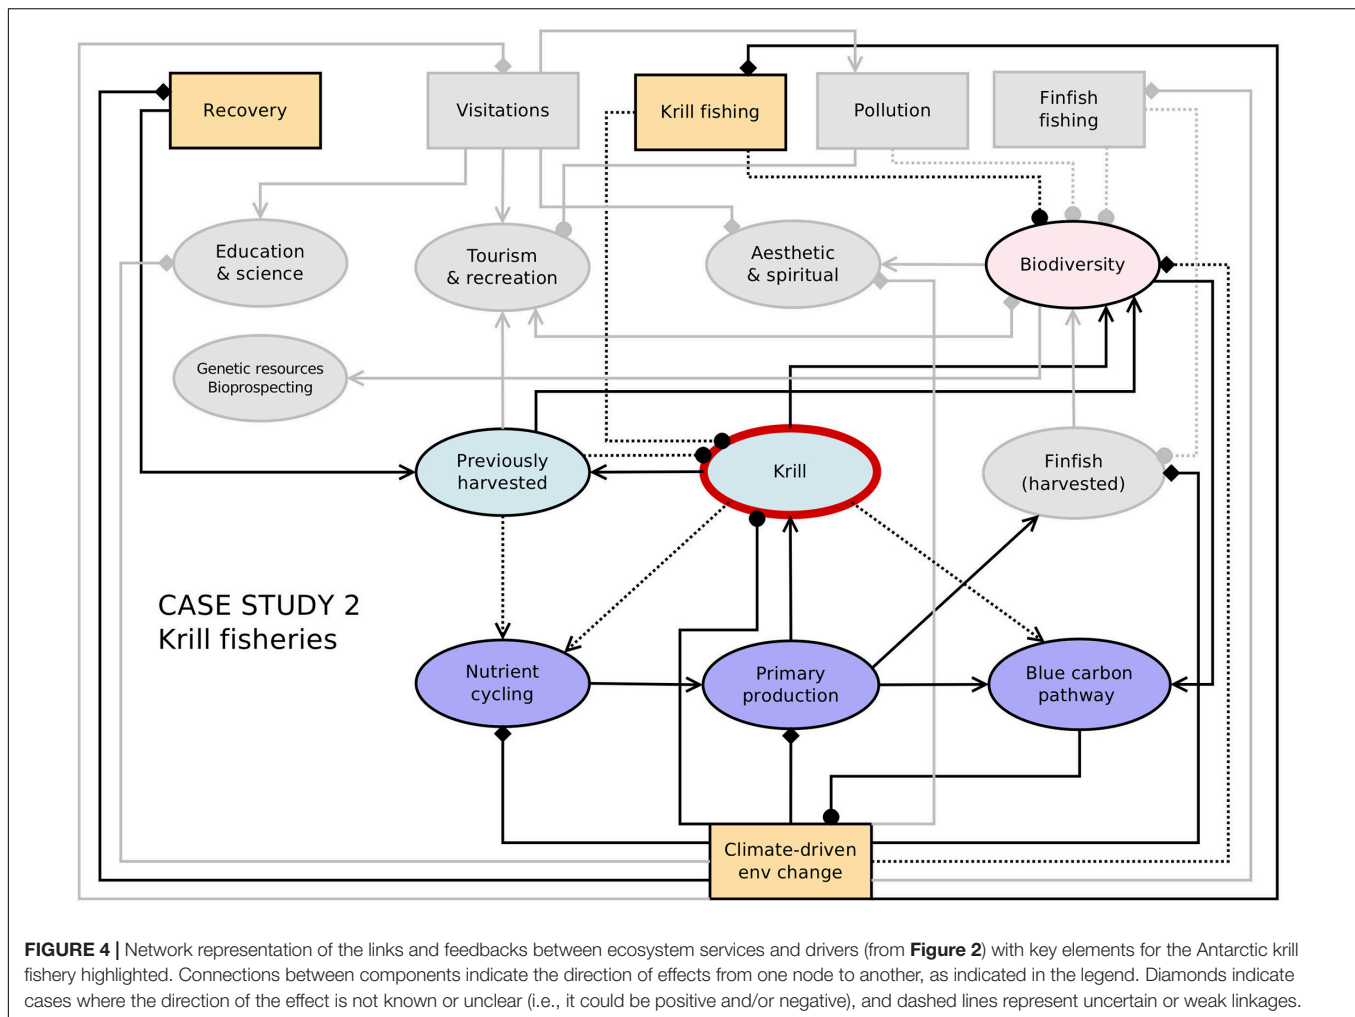 Recovery
Visitations
Krill fishing
Pollution
Finfish
fishing
Education
& science
Tourism
& recreation
Aesthetic
& spiritual
Biodiversity
Genetic resources
Bioprospecting
Previously
harvested
Krill
Finfish
(harvested)
CASE STUDY 2
Krill fisheries
Nutrient
cycling
Primary
production
Blue carbon
pathway
Climate-driven
env change
FIGURE 4 | Network representation of the links and feedbacks between ecosystem services and drivers (from Figure 2) with key elements for the Antarctic krill
fishery highlighted. Connections between components indicate the direction of effects from one node to another, as indicated in the legend. Diamonds indicate
cases where the direction of the effect is not known or unclear (i.e., it could be positive and/or negative), and dashed lines represent uncertain or weak linkages.